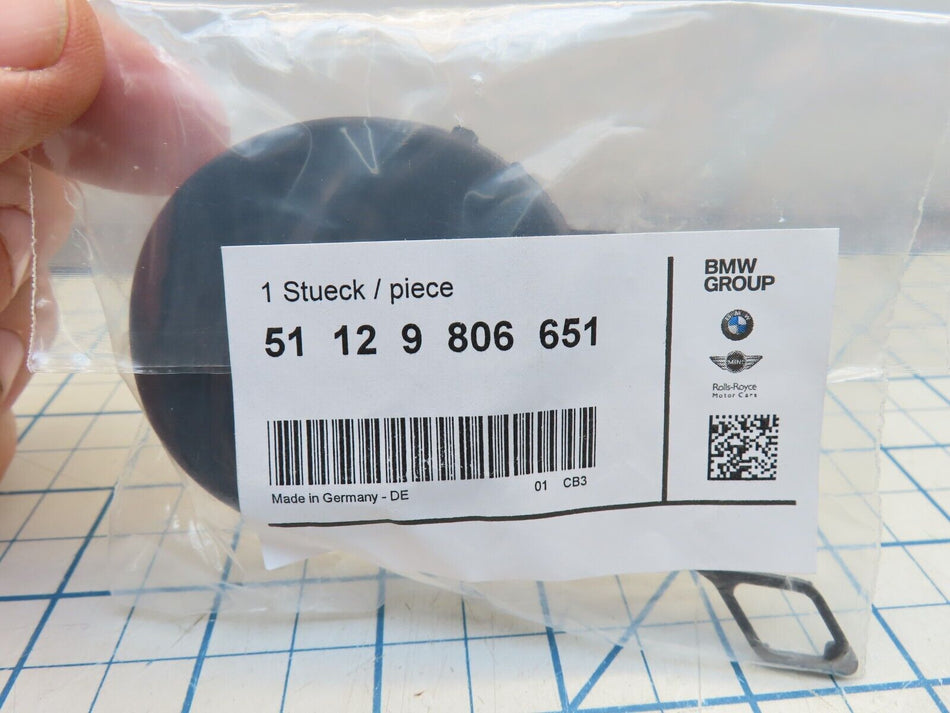 1 Stueck / piece
51 12 9 806 651
Made in Germany - DE
01 CB3
BMW
GROUP
BMW
MINI
Rolls-Royce
Motor Cars